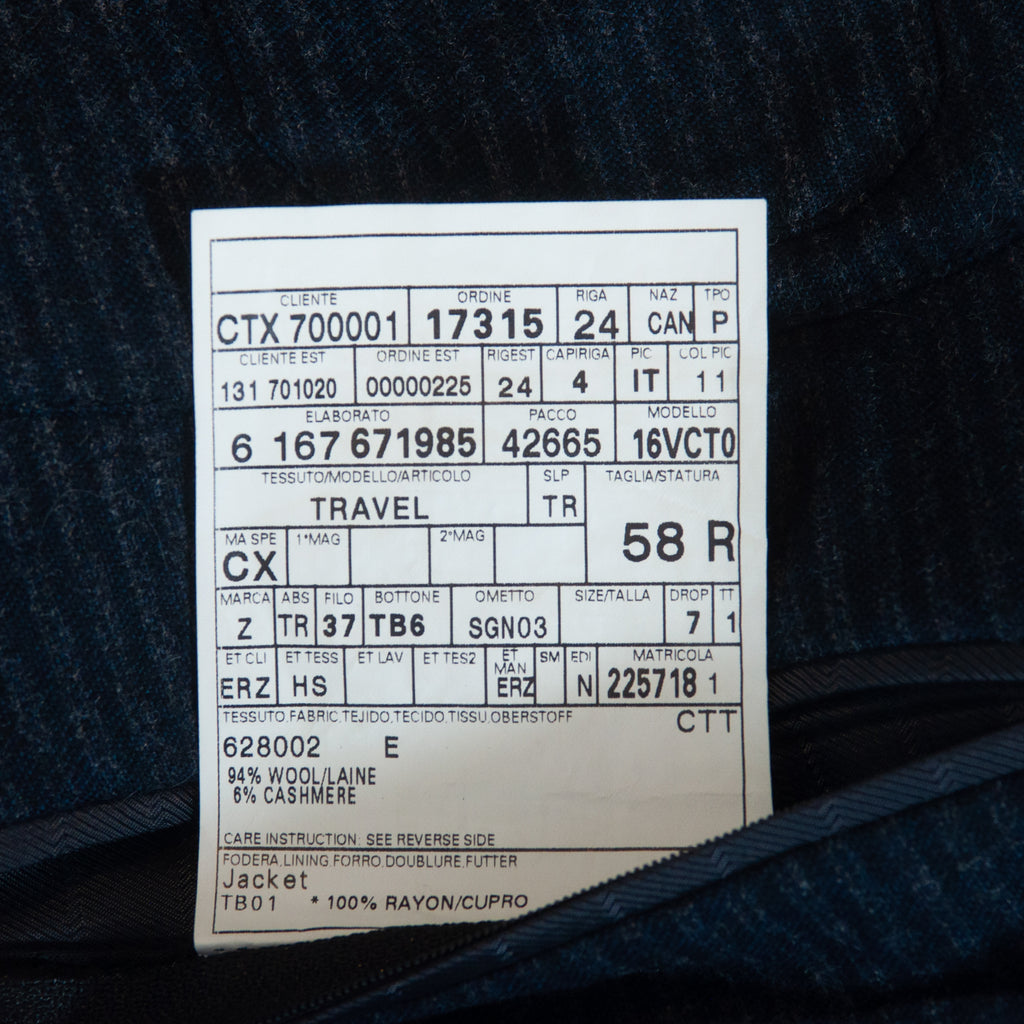 CLIENTE ORDINE RIGA NAZ TPO
CTX 700001 17315 24 CAN P
CLIENTE EST ORDINE EST RIGEST CAPIRIGA PIC COL PIC
131 701020 00000225 24 4 IT 11
ELABORATO PACCO MODELLO
6 167 671985 42665 16VCT0
TESSUTO/MODELLO/ARTICOLO SLP TAGLIA/STATURA
TRAVEL TR 58 R
MA SPE 1°MAG 2°MAG
CX
MARCA ABS FILO BOTTONE OMETTO SIZE/TALLA DROP TT
Z TR 37 TB6 SGN03 7 1
ET CLI ET TESS ET LAV ET TES2 ET MAN SM EDI MATRICOLA
ERZ HS ERZ N 225718 1
TESSUTO.FABRIC.TEJIDO.TECIDO.TISSU.OBERSTOFF CTT
628002 E
94% WOOL/LAINE
6% CASHMERE
CARE INSTRUCTION: SEE REVERSE SIDE
FODERA.LINING.FORRO.DOUBLURE.FUTTER
Jacket
TB01 * 100% RAYON/CUPRO